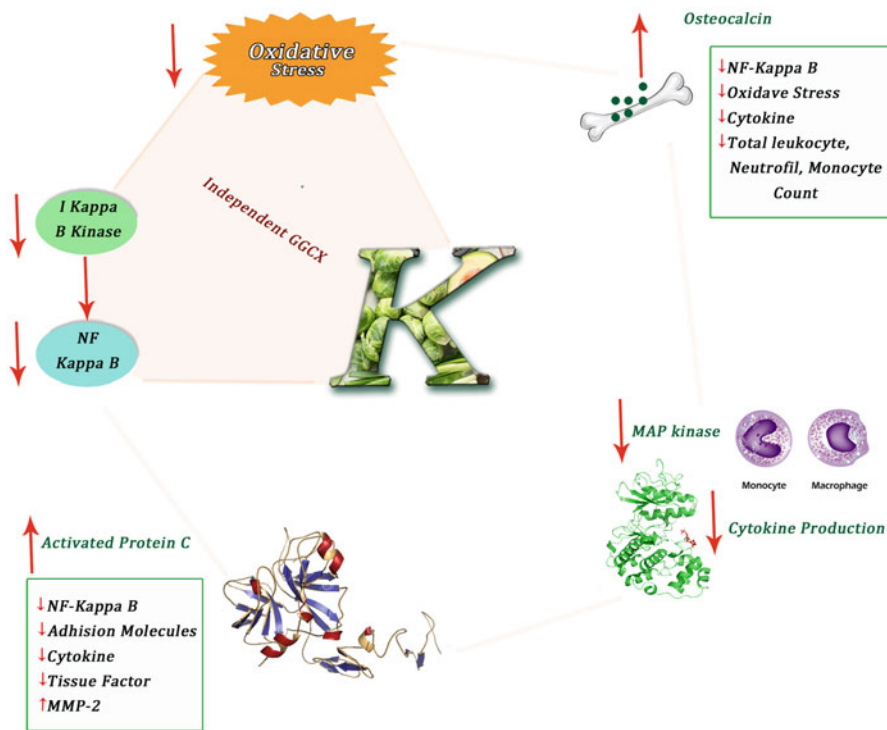 Oxidative
Stress
Osteocalcin
↓NF-Kappa B
↓Oxidave Stress
↓Cytokine
↓Total leukocyte,
Neutrofil, Monocyte
Count
I Kappa
B Kinase
Independent GGCX
NF
Kappa B
K
MAP kinase
Monocyte
Macrophage
Cytokine Production
Activated Protein C
↓NF-Kappa B
↓Adhision Molecules
↓Cytokine
↓Tissue Factor
↑MMP-2